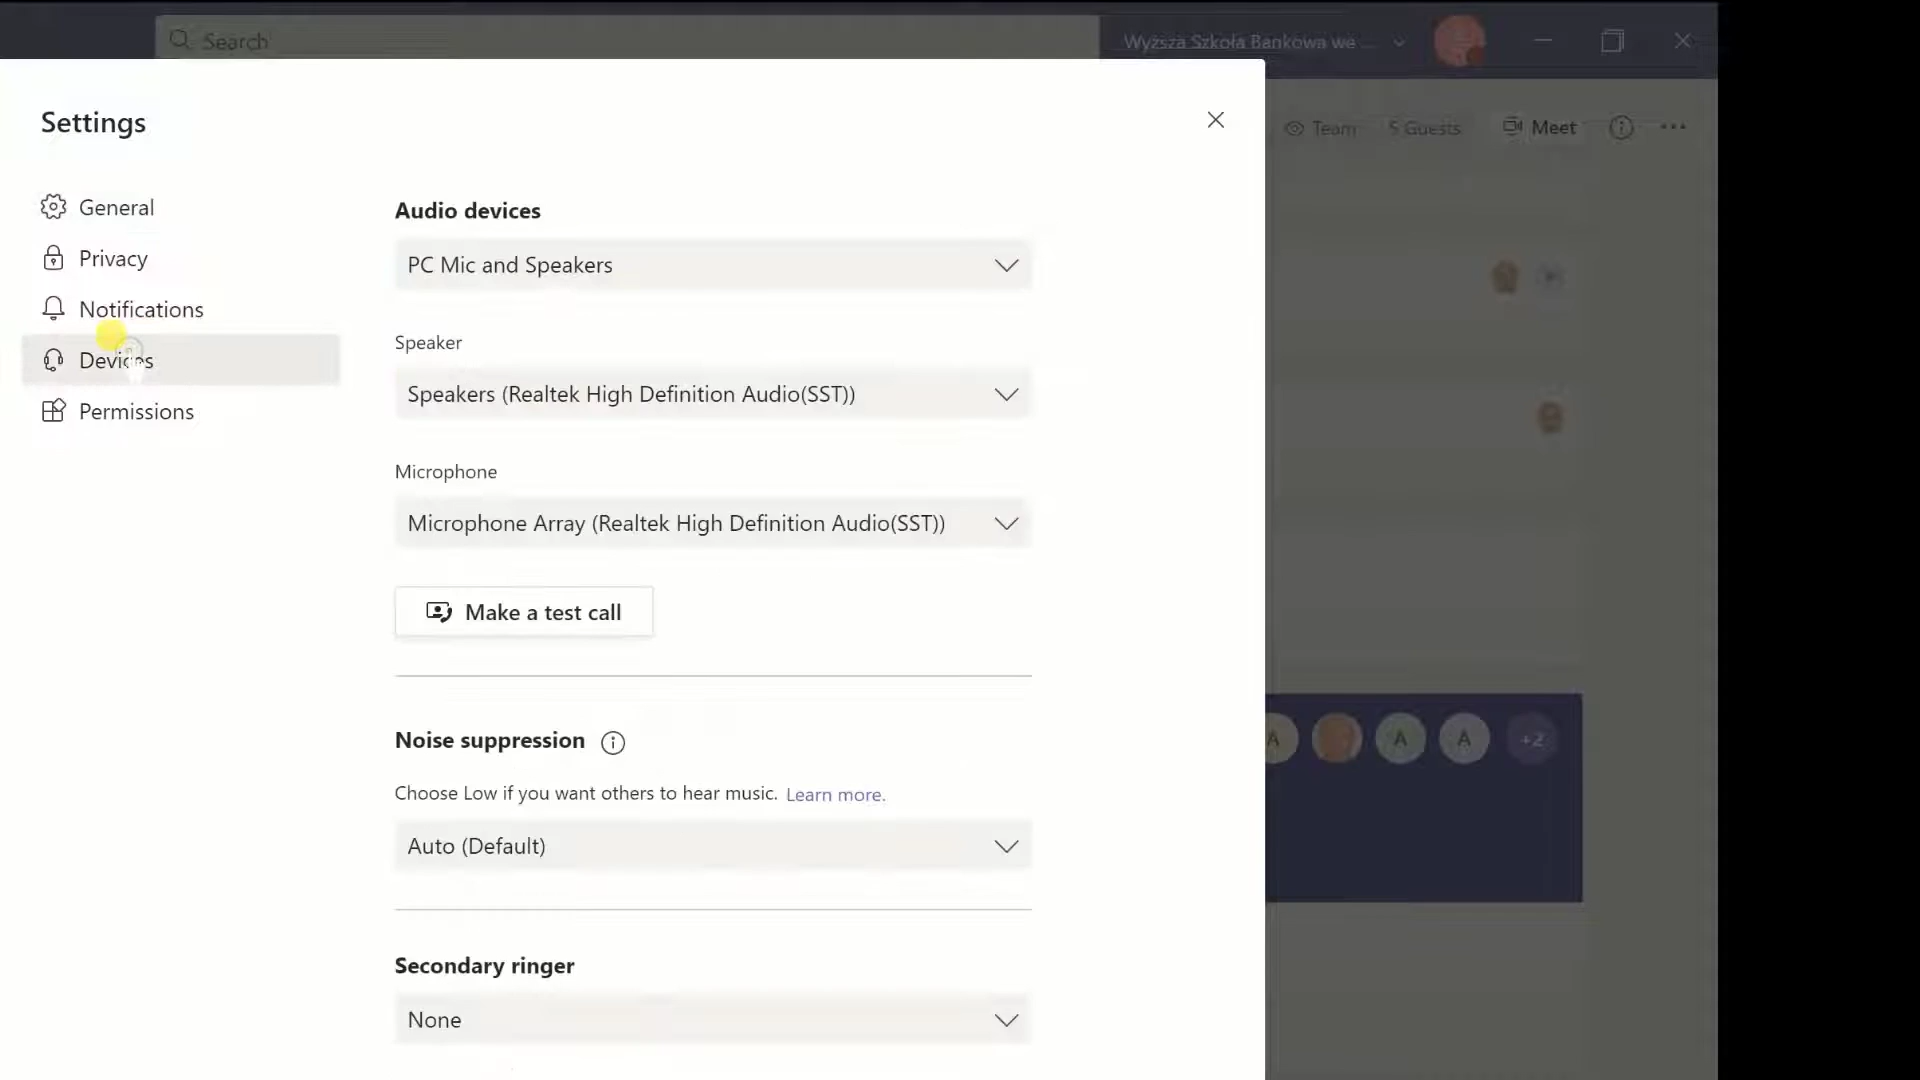 Search
Wyższa Szkoła Bankowa we ...
Settings
Team
5 Guests
Meet
General
Privacy
Notifications
Devices
Permissions
Audio devices
PC Mic and Speakers
Speaker
Speakers (Realtek High Definition Audio(SST))
Microphone
Microphone Array (Realtek High Definition Audio(SST))
Make a test call
Noise suppression
Choose Low if you want others to hear music. Learn more.
Auto (Default)
A
A
A
+2
Secondary ringer
None